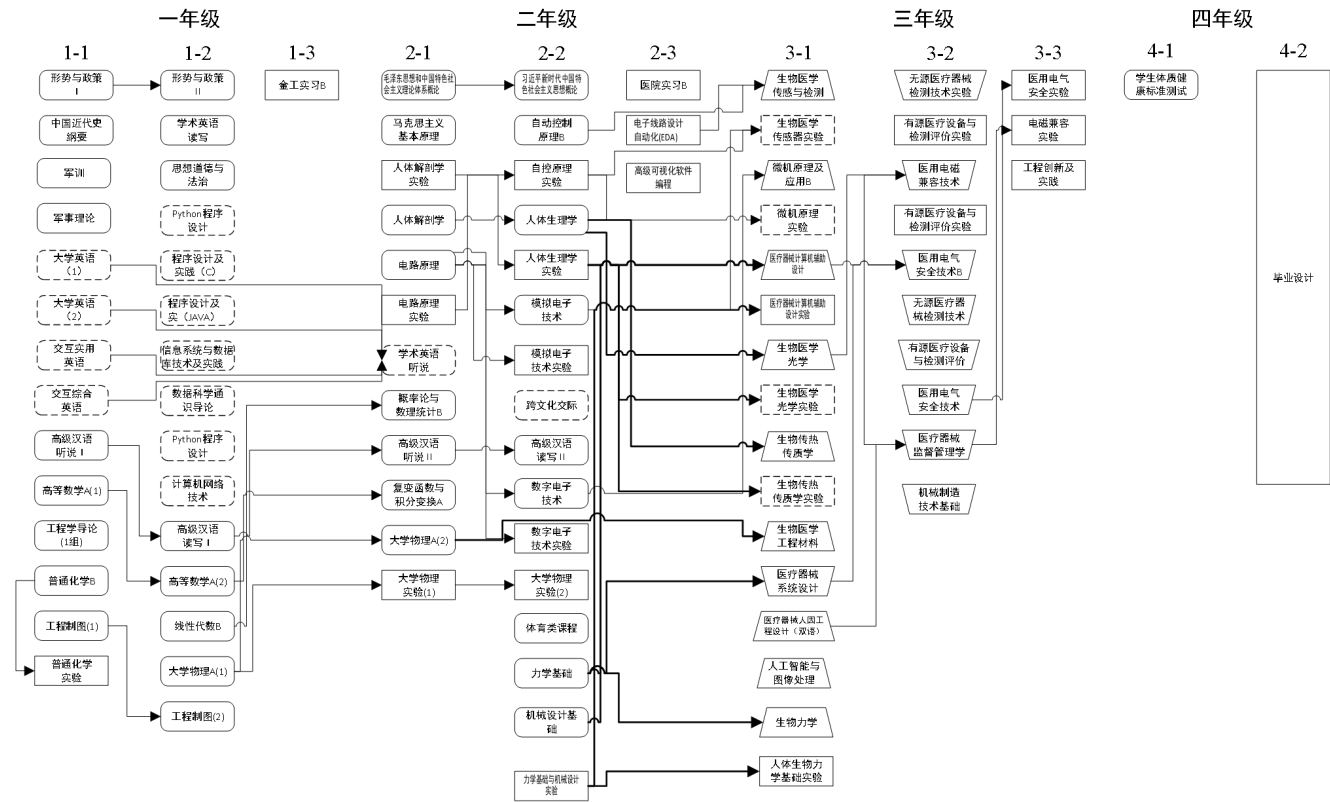 一年级
二年级
三年级
四年级
1-1
1-2
1-3
2-1
2-2
2-3
3-1
3-2
3-3
4-1
4-2
形势与政策
I
中国近代史
纲要
军训
军事理论
大学英语
(1)
大学英语
(2)
交互实用
英语
交互综合
英语
高级汉语
听说 I
高等数学A(1)
工程学导论
(1组)
普通化学B
工程制图(1)
普通化学
实验
形势与政策
II
学术英语
读写
思想道德与
法治
Python程序
设计
程序设计及
实践（C）
程序设计及
实（JAVA）
信息系统与数据
库技术及实践
数据科学通
识导论
Python程序
设计
计算机网络
技术
高级汉语
读写 I
高等数学A(2)
线性代数B
大学物理A(1)
工程制图(2)
金工实习B
毛泽东思想和中国特色社
会主义理论体系概论
马克思主义
基本原理
人体解剖学
实验
人体解剖学
电路原理
电路原理
实验
学术英语
听说
概率论与
数理统计B
高级汉语
听说 II
复变函数与
积分变换A
大学物理A(2)
大学物理
实验(1)
习近平新时代中国特
色社会主义思想概论
自动控制
原理B
自控原理
实验
人体生理学
人体生理学
实验
模拟电子
技术
模拟电子
技术实验
跨文化交际
高级汉语
读写 II
数字电子
技术
数字电子
技术实验
大学物理
实验(2)
体育类课程
力学基础
机械设计基
础
力学基础与机械设计
实验
医院实习B
电子线路设计
自动化(EDA)
高级可视化软件
编程
生物医学
传感与检测
生物医学
传感器实验
微机原理及
应用B
微机原理
实验
医疗器械计算机辅助
设计
医疗器械计算机辅助
设计实验
生物医学
光学
生物医学
光学实验
生物传热
传质学
生物传热
传质学实验
生物医学
工程材料
医疗器械
系统设计
医疗器械人因工
程设计（双语）
人工智能与
图像处理
生物力学
人体生物力
学基础实验
无源医疗器械
检测技术实验
有源医疗设备与
检测评价实验
医用电磁
兼容技术
有源医疗设备与
检测评价实验
医用电气
安全技术B
无源医疗器
械检测技术
有源医疗设备
与检测评价
医用电气
安全技术
医疗器械
监督管理学
机械制造
技术基础
医用电气
安全实验
电磁兼容
实验
工程创新及
实践
学生体质健
康标准测试
毕业设计